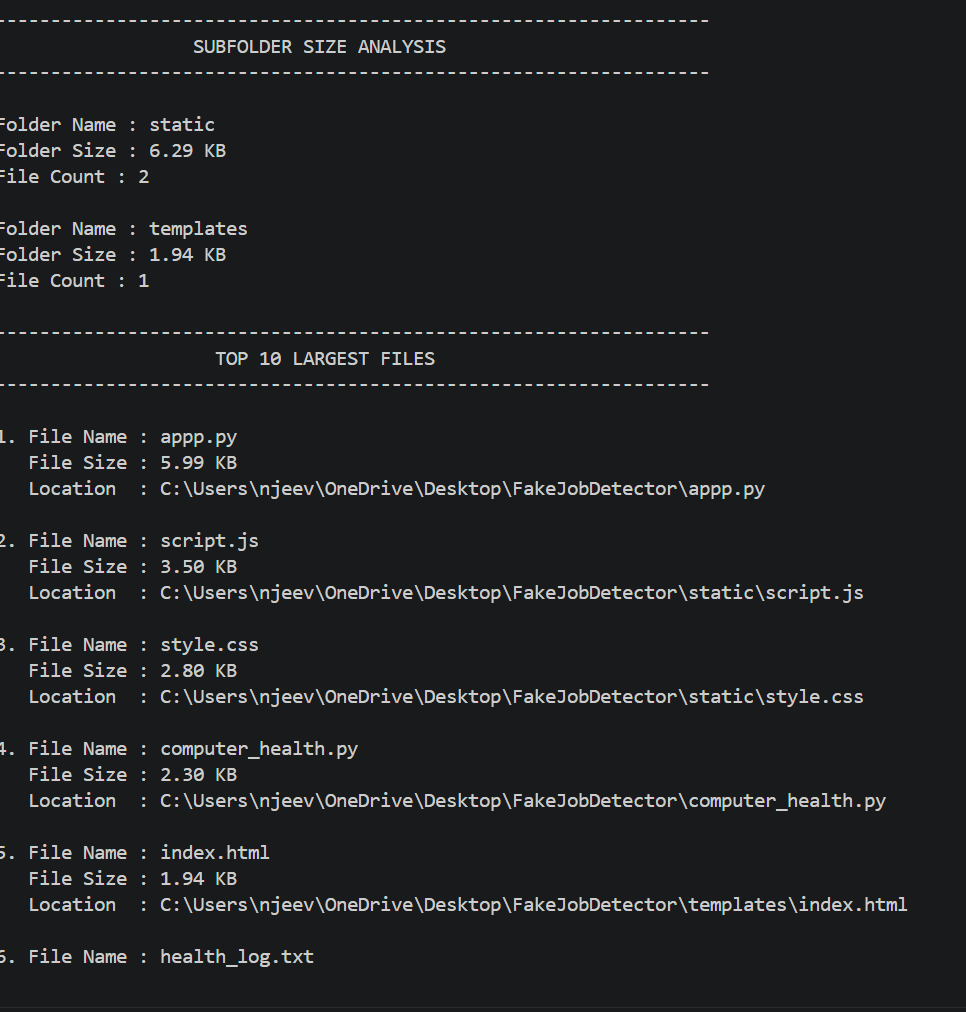 -----------------------------------------------------------------
SUBFOLDER SIZE ANALYSIS
-----------------------------------------------------------------
Folder Name : static
Folder Size : 6.29 KB
File Count : 2
Folder Name : templates
Folder Size : 1.94 KB
File Count : 1
-----------------------------------------------------------------
TOP 10 LARGEST FILES
-----------------------------------------------------------------
1. File Name : appp.py
File Size : 5.99 KB
Location : C:\Users\njeev\OneDrive\Desktop\FakeJobDetector\appp.py
2. File Name : script.js
File Size : 3.50 KB
Location : C:\Users\njeev\OneDrive\Desktop\FakeJobDetector\static\script.js
3. File Name : style.css
File Size : 2.80 KB
Location : C:\Users\njeev\OneDrive\Desktop\FakeJobDetector\static\style.css
4. File Name : computer_health.py
File Size : 2.30 KB
Location : C:\Users\njeev\OneDrive\Desktop\FakeJobDetector\computer_health.py
5. File Name : index.html
File Size : 1.94 KB
Location : C:\Users\njeev\OneDrive\Desktop\FakeJobDetector\templates\index.html
6. File Name : health_log.txt